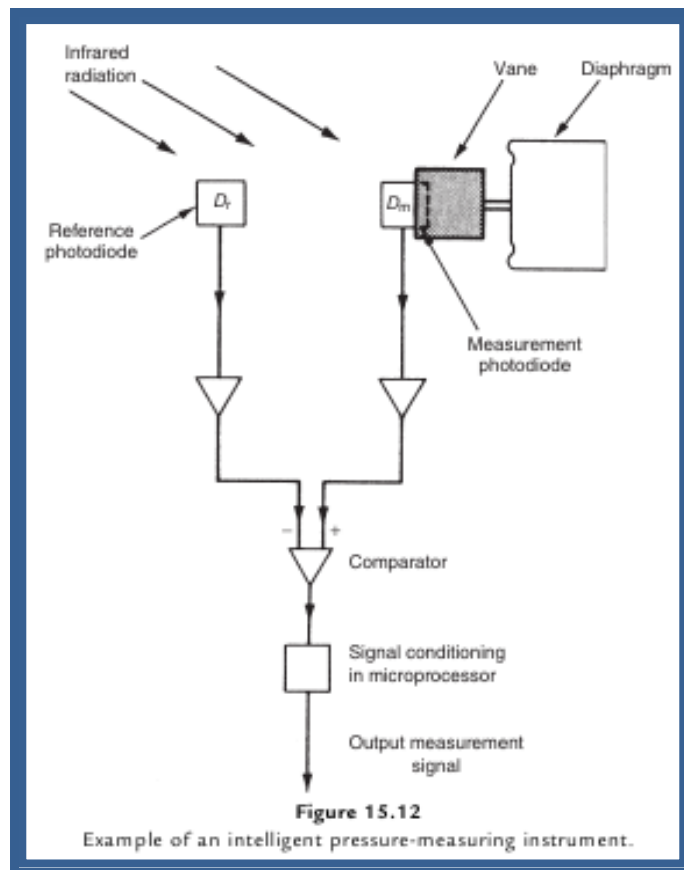 Infrared
radiation
Vane
Diaphragm
Dr
Dm
Reference
photodiode
Measurement
photodiode
− +
Comparator
Signal conditioning
in microprocessor
Output measurement
signal
Figure 15.12
Example of an intelligent pressure-measuring instrument.